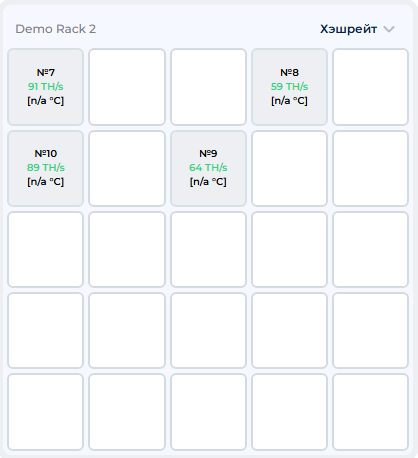 Demo Rack 2
Хэшрейт
№7
91 TH/s
[n/a °C]
№8
59 TH/s
[n/a °C]
№10
89 TH/s
[n/a °C]
№9
64 TH/s
[n/a °C]